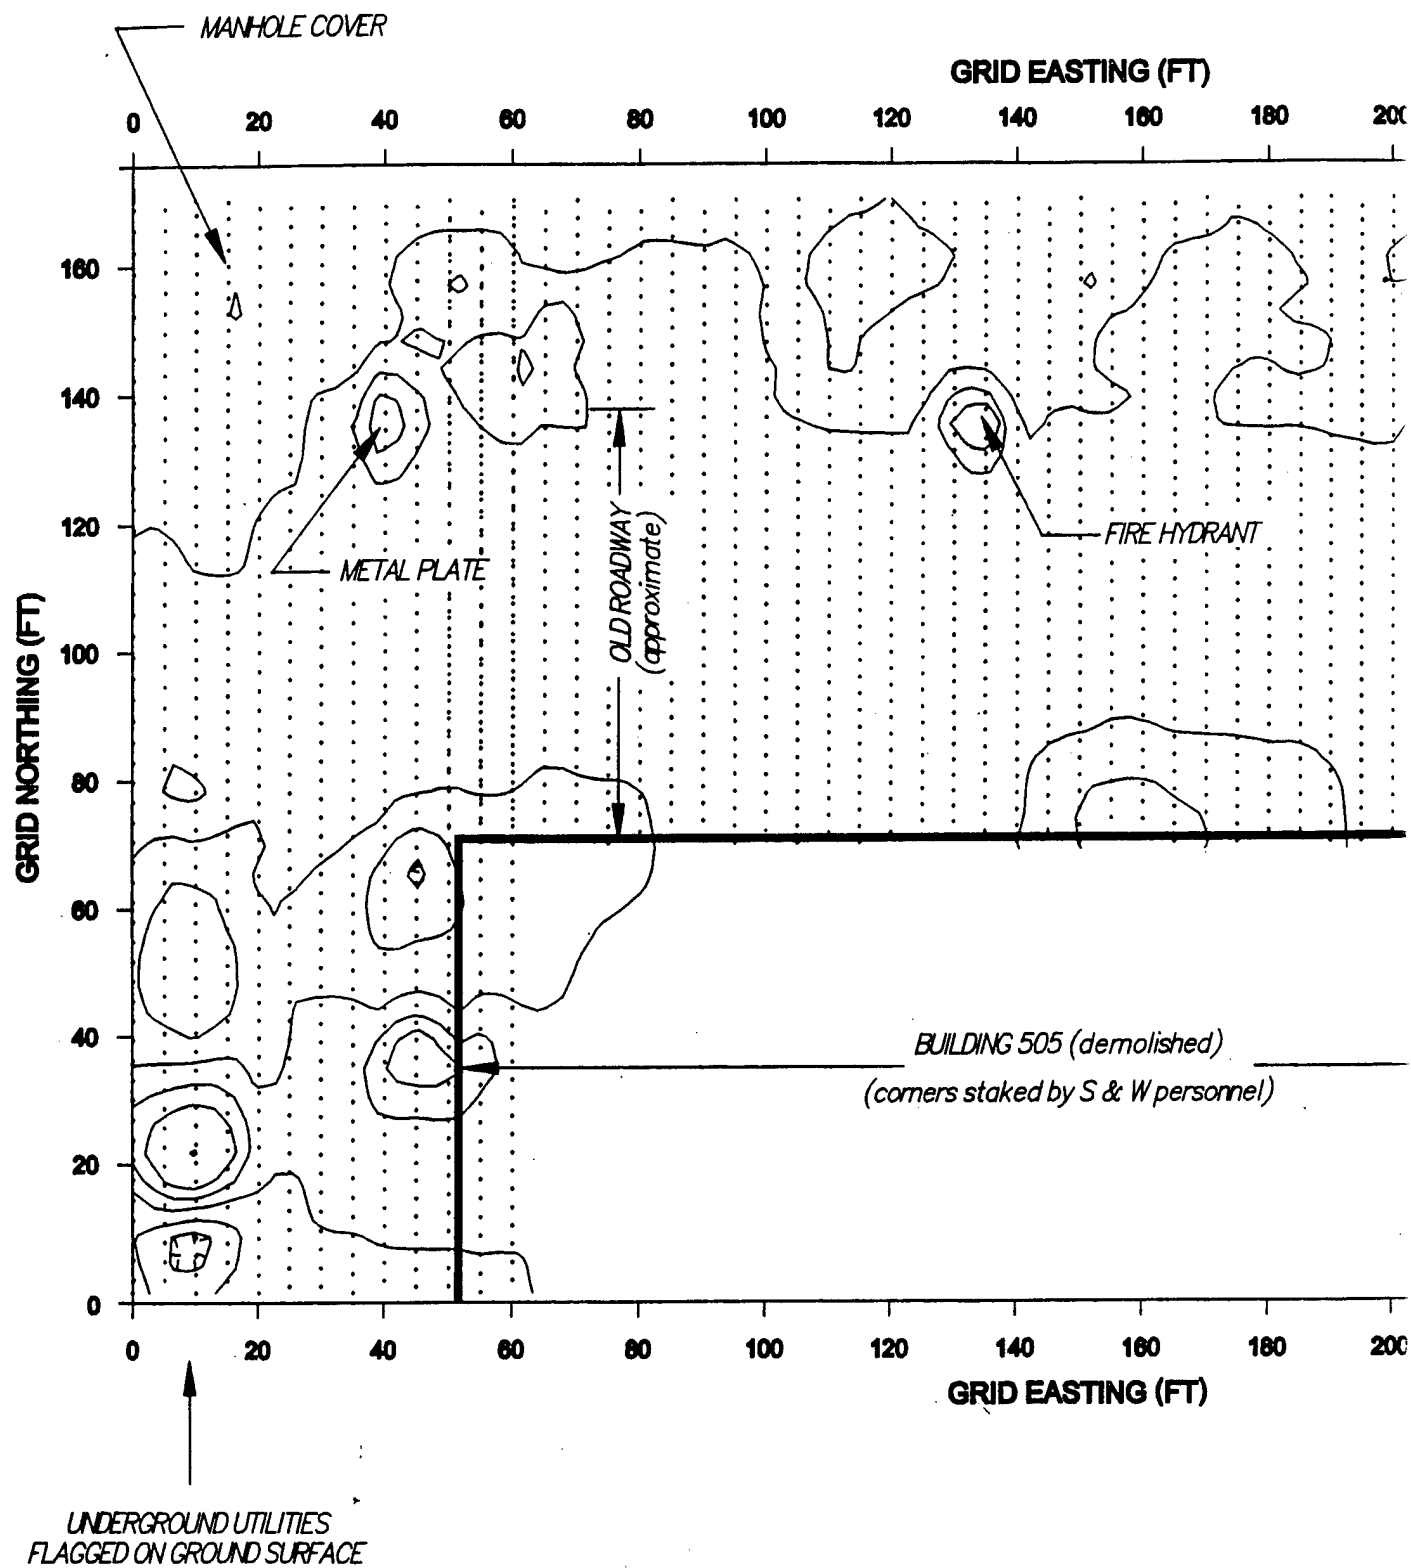 MANHOLE COVER
GRID EASTING (FT)
0 20 40 60 80 100 120 140 160 180 200
160
140
120
100
80
60
40
20
0
GRID NORTHING (FT)
METAL PLATE
OLD ROADWAY
(approximate)
FIRE HYDRANT
BUILDING 505 (demolished)
(corners staked by S & W personnel)
0 20 40 60 80 100 120 140 160 180 200
GRID EASTING (FT)
UNDERGROUND UTILITIES
FLAGGED ON GROUND SURFACE